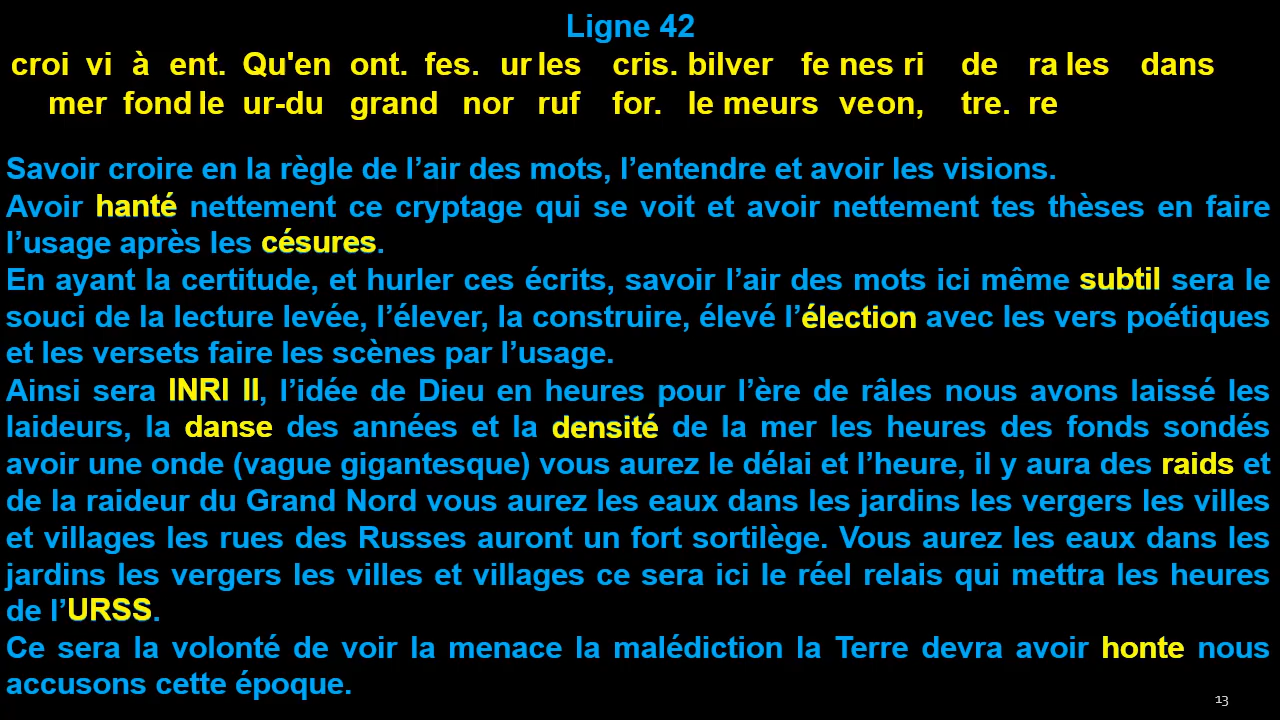 Ligne 42
croi vi à ent. Qu'en ont. fes. ur les cris. bilver fe nes ri de ra les dans
mer fond le ur-du grand nor ruf for. le meurs ve on, tre. re
Savoir croire en la règle de l’air des mots, l’entendre et avoir les visions.
Avoir hanté nettement ce cryptage qui se voit et avoir nettement tes thèses en faire
l’usage après les césures.
En ayant la certitude, et hurler ces écrits, savoir l’air des mots ici même subtil sera le
souci de la lecture levée, l’élever, la construire, élevé l’élection avec les vers poétiques
et les versets faire les scènes par l’usage.
Ainsi sera INRI II, l’idée de Dieu en heures pour l’ère de râles nous avons laissé les
laideurs, la danse des années et la densité de la mer les heures des fonds sondés
avoir une onde (vague gigantesque) vous aurez le délai et l’heure, il y aura des raids et
de la raideur du Grand Nord vous aurez les eaux dans les jardins les vergers les villes
et villages les rues des Russes auront un fort sortilège. Vous aurez les eaux dans les
jardins les vergers les villes et villages ce sera ici le réel relais qui mettra les heures
de l’URSS.
Ce sera la volonté de voir la menace la malédiction la Terre devra avoir honte nous
accusons cette époque.
13